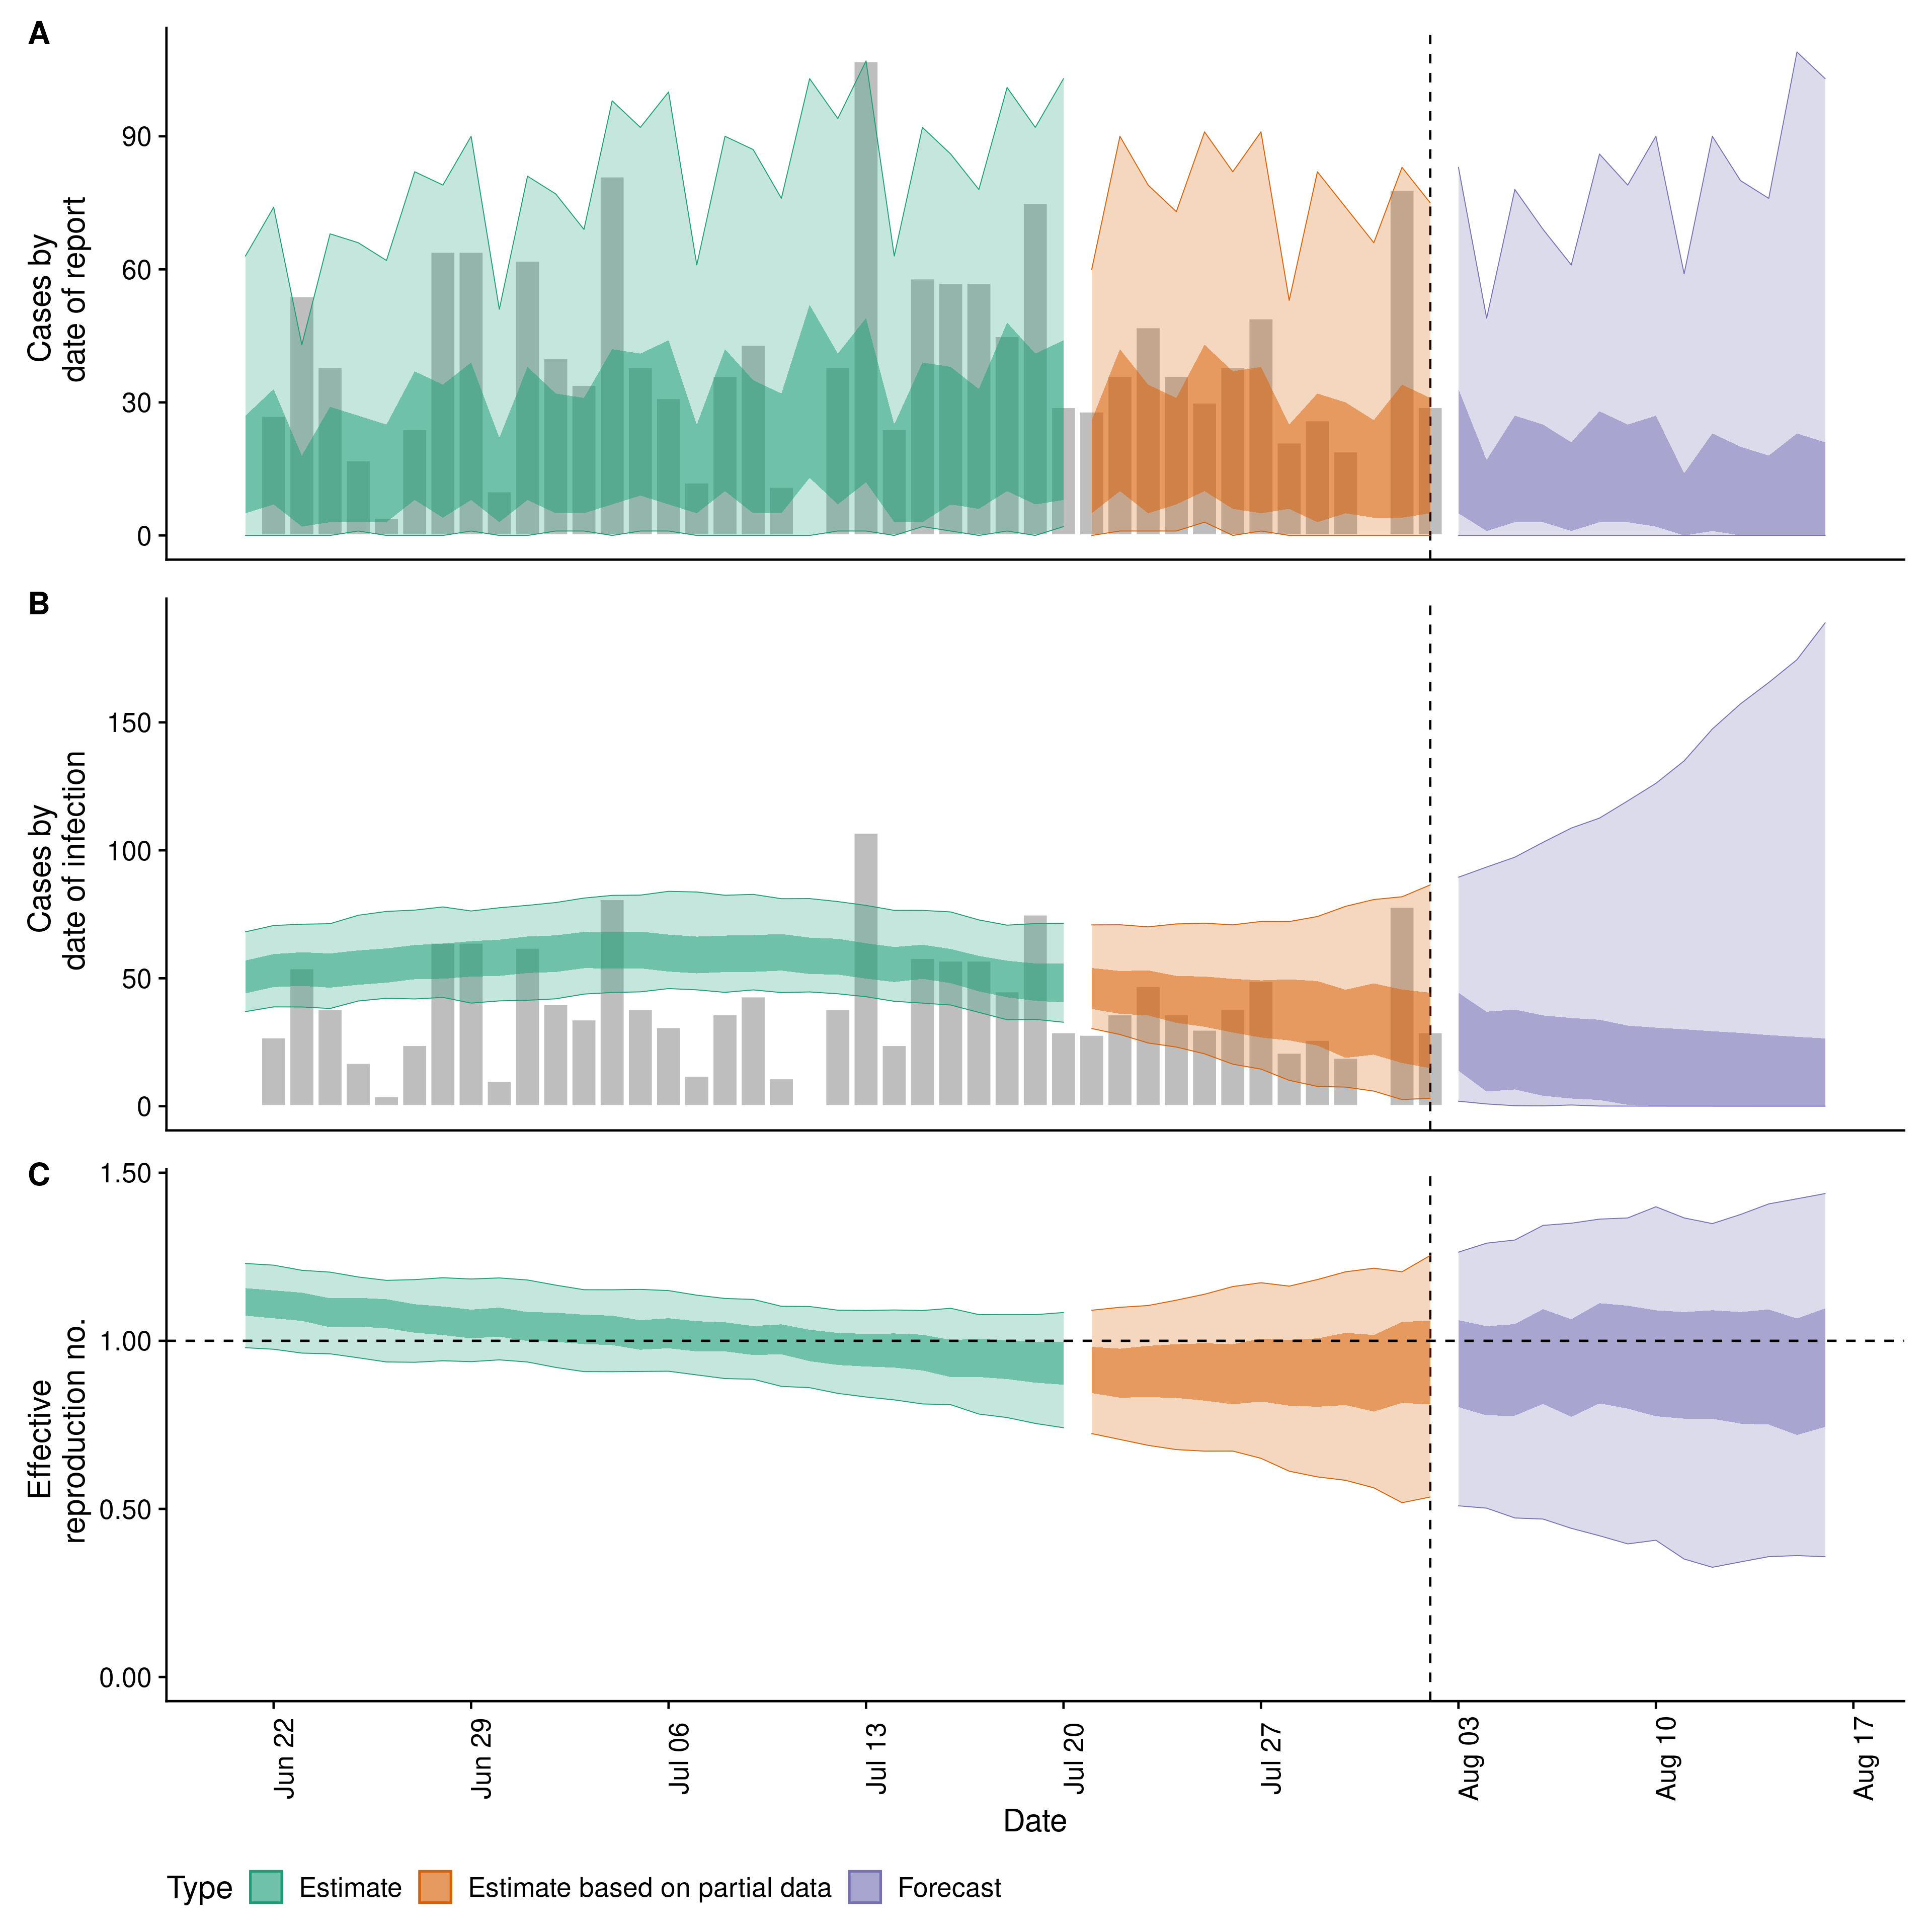 A
Cases by
date of report
90
60
30
0
B
Cases by
date of infection
150
100
50
0
C
Effective
reproduction no.
1.50
1.00
0.50
0.00
Jun 22
Jun 29
Jul 06
Jul 13
Jul 20
Jul 27
Aug 03
Aug 10
Aug 17
Date
Type Estimate Estimate based on partial data Forecast